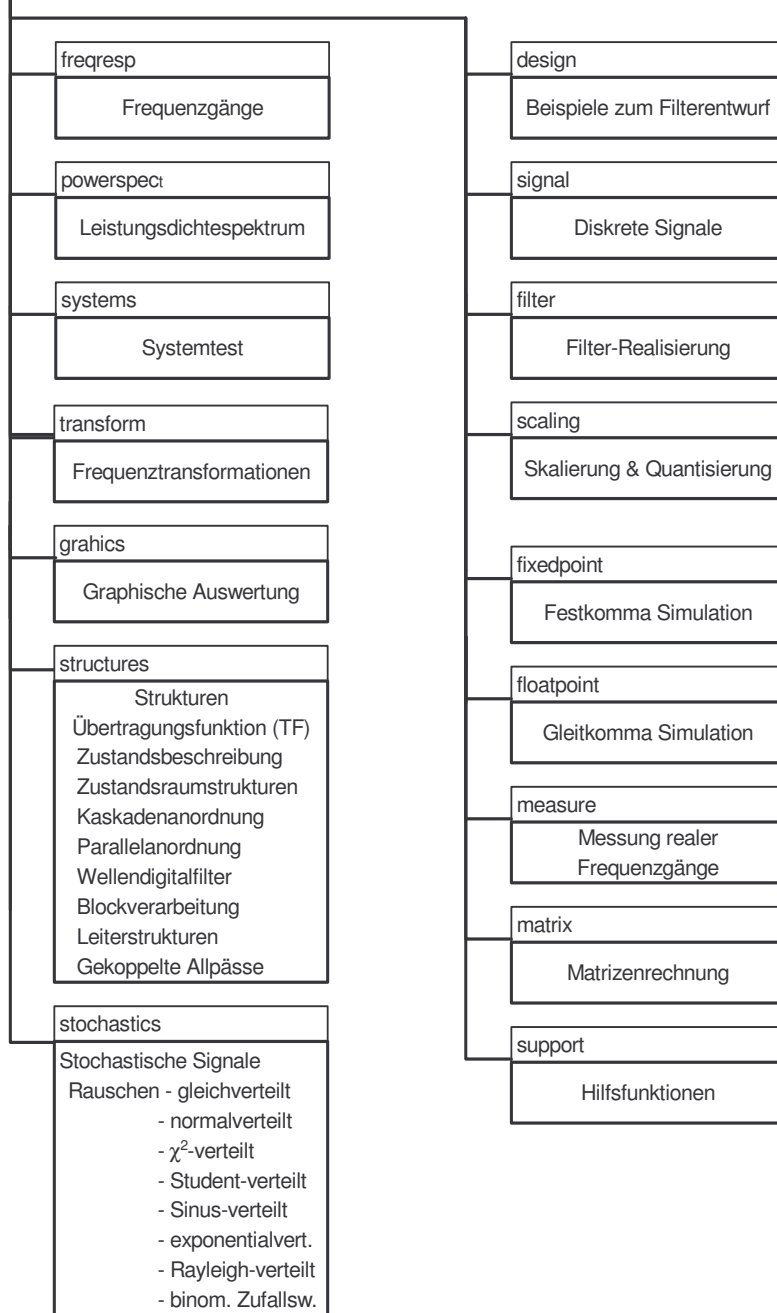 freqresp
Frequenzgänge
powerspect
Leistungsdichtespektrum
systems
Systemtest
transform
Frequenztransformationen
grahics
Graphische Auswertung
structures
Strukturen
Übertragungsfunktion (TF)
Zustandsbeschreibung
Zustandsraumstrukturen
Kaskadenanordnung
Parallelanordnung
Wellendigitalfilter
Blockverarbeitung
Leiterstrukturen
Gekoppelte Allpässe
stochastics
Stochastische Signale
Rauschen - gleichverteilt
- normalverteilt
- χ²-verteilt
- Student-verteilt
- Sinus-verteilt
- exponentialvert.
- Rayleigh-verteilt
- binom. Zufallsw.
design
Beispiele zum Filterentwurf
signal
Diskrete Signale
filter
Filter-Realisierung
scaling
Skalierung & Quantisierung
fixedpoint
Festkomma Simulation
floatpoint
Gleitkomma Simulation
measure
Messung realer
Frequenzgänge
matrix
Matrizenrechnung
support
Hilfsfunktionen